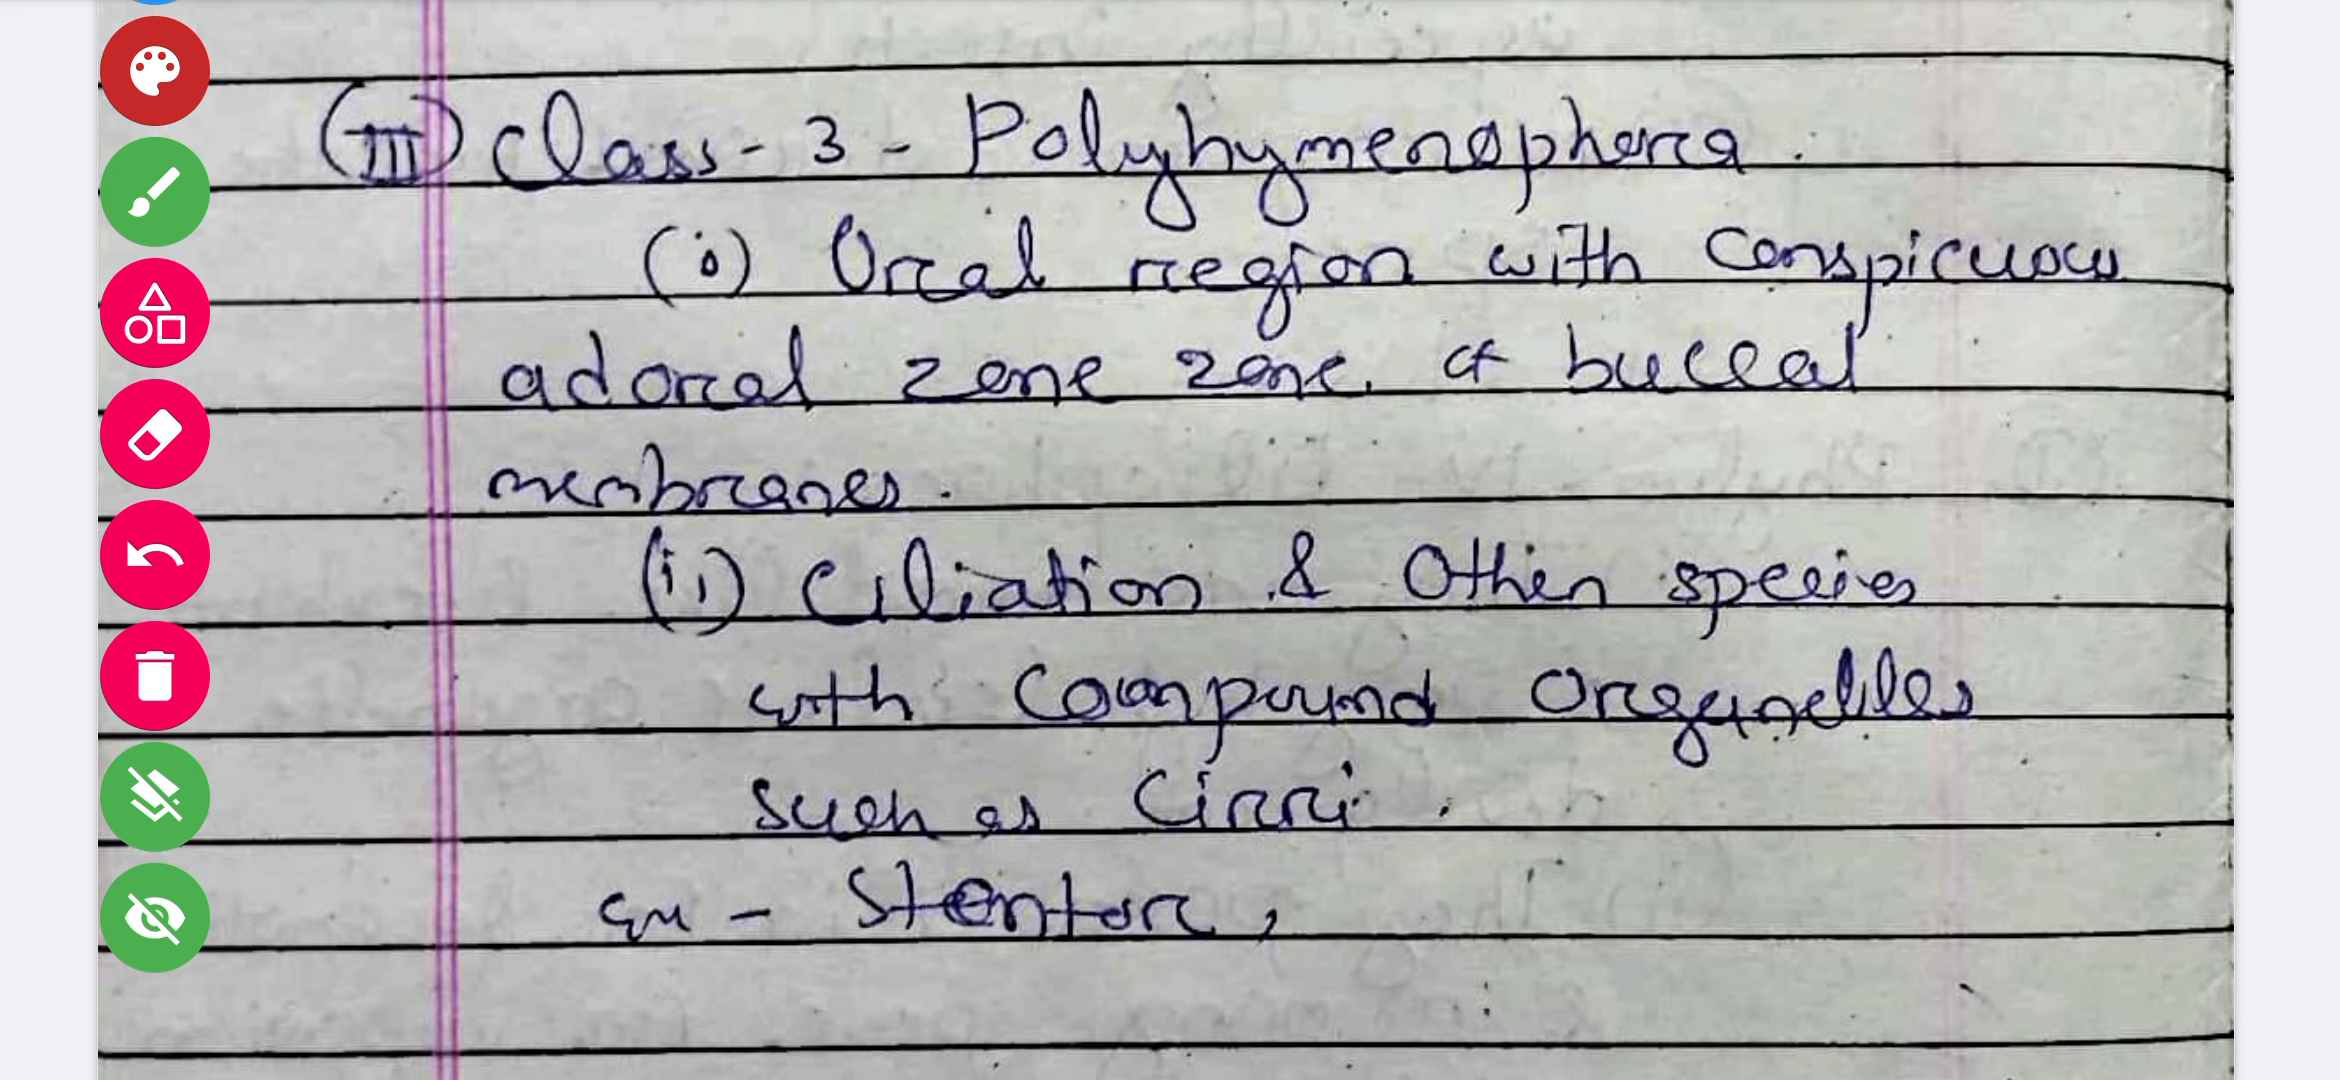 (III) Class - 3 - Polyhymenophora.
(i) Oral region with conspicuous
adoral zone zone of buccal
membranes.
(ii) Ciliation & Other species
with Compound Organelles
such as Cirri.
Ex - Stentor,